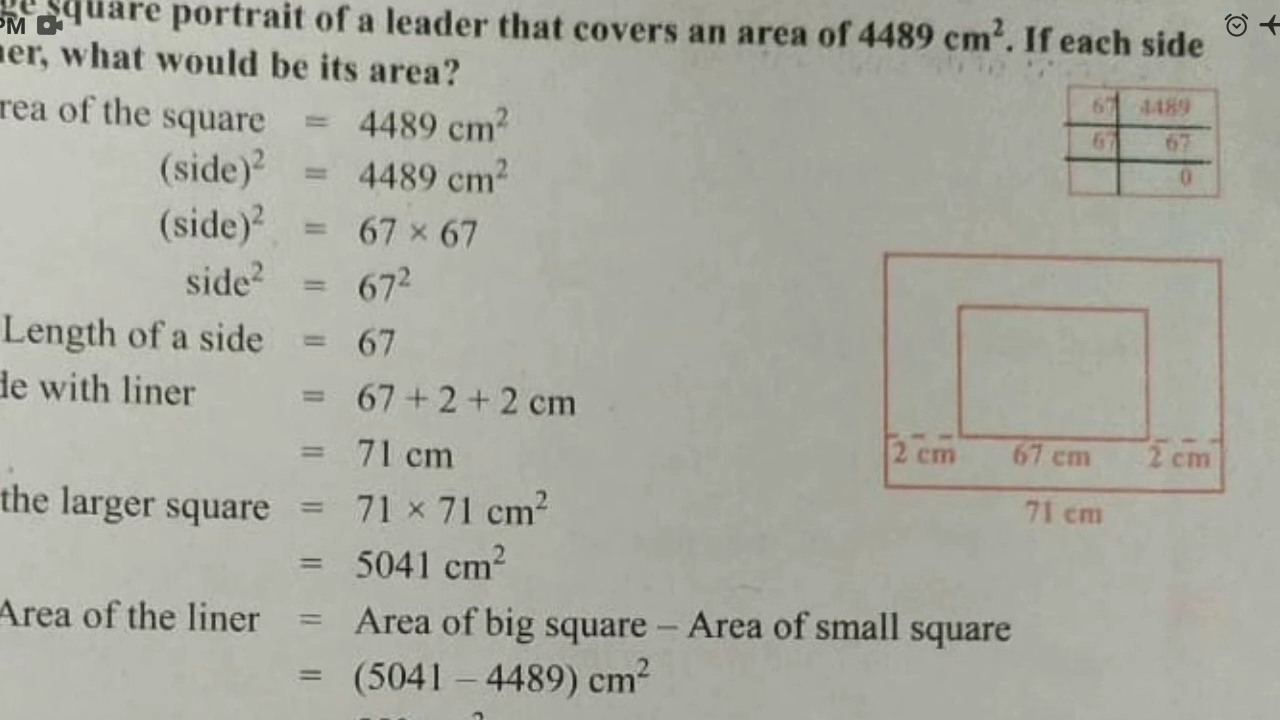 square portrait of a leader that covers an area of 4489 cm². If each side
PM
what would be its area?
area of the square = 4489 cm²
67 4489
67 67
0
(side)² = 4489 cm²
(side)² = 67 × 67
side² = 67²
Length of a side = 67
with liner = 67 + 2 + 2 cm
= 71 cm
2 cm 67 cm 2 cm
71 cm
the larger square = 71 × 71 cm²
= 5041 cm²
Area of the liner = Area of big square – Area of small square
= (5041 – 4489) cm²